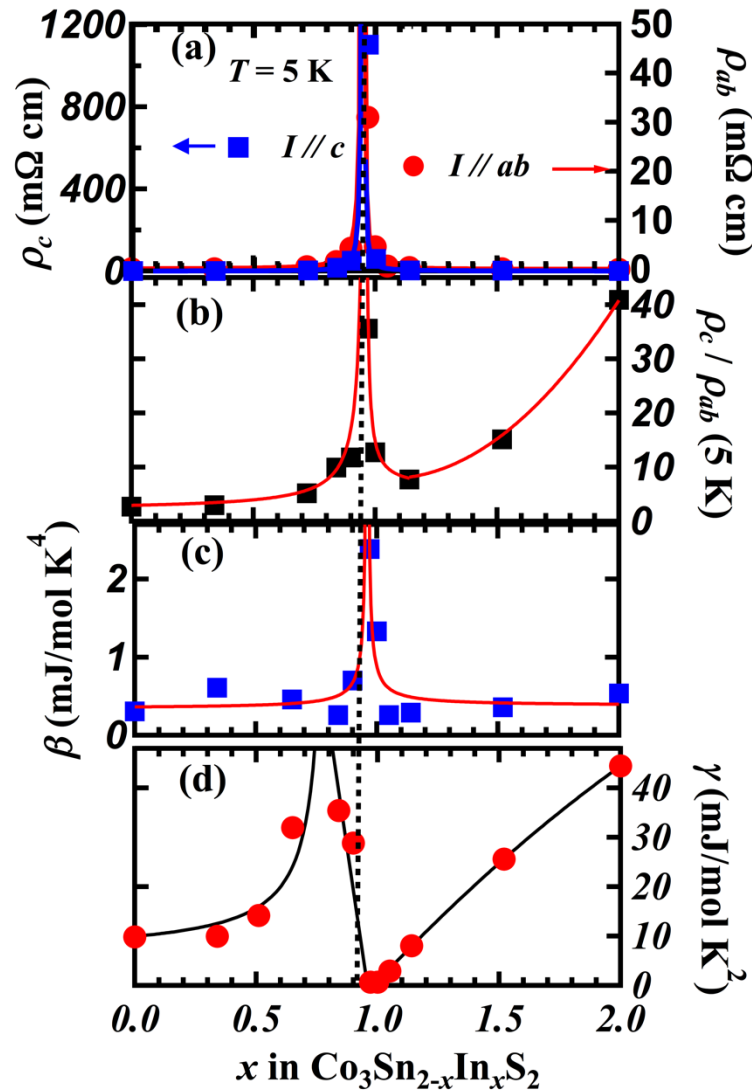 1200
800
400
0
ρc (mΩ cm)
(a)
T = 5 K
I // c
I // ab
50
40
30
20
10
0
ρab (mΩ cm)
(b)
40
30
20
10
0
ρc / ρab (5 K)
(c)
2
1
0
β (mJ/mol K⁴)
(d)
40
30
20
10
0
γ (mJ/mol K²)
0.0 0.5 1.0 1.5 2.0
x in Co₃Sn₂₋ₓInₓS₂